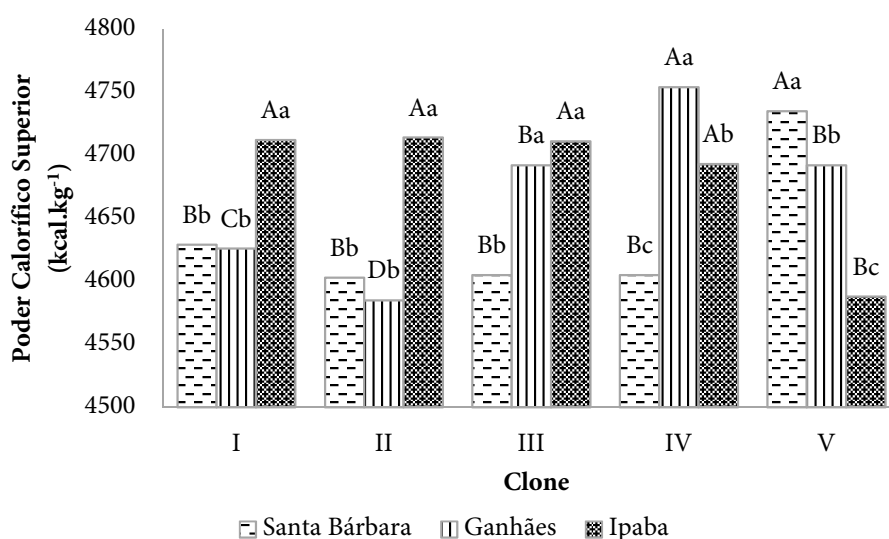 Poder Calorífico Superior
(kcal.kg⁻¹)
4800
4750
4700
4650
4600
4550
4500
Bb Cb Aa
Bb Db Aa
Bb Ba Aa
Bc Aa Ab
Aa Bb Bc
I II III IV V
Clone
Santa Bárbara Ganhães Ipaba